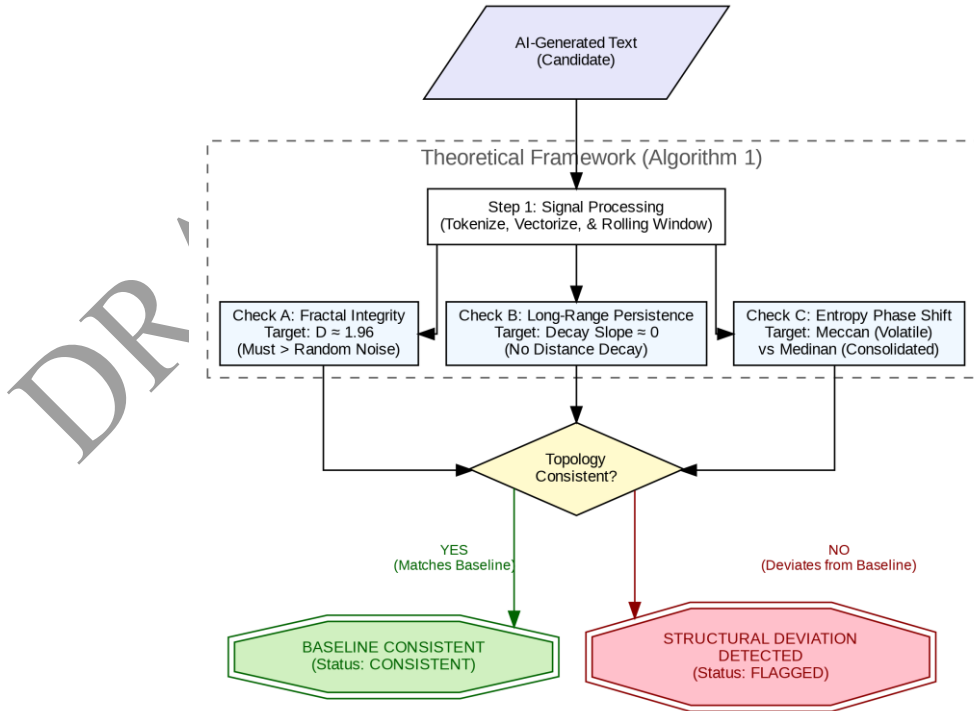 AI-Generated Text
(Candidate)
Theoretical Framework (Algorithm 1)
Step 1: Signal Processing
(Tokenize, Vectorize, & Rolling Window)
Check A: Fractal Integrity
Target: D ≈ 1.96
(Must > Random Noise)
Check B: Long-Range Persistence
Target: Decay Slope ≈ 0
(No Distance Decay)
Check C: Entropy Phase Shift
Target: Meccan (Volatile)
vs Medinan (Consolidated)
Topology
Consistent?
YES
(Matches Baseline)
NO
(Deviates from Baseline)
BASELINE CONSISTENT
(Status: CONSISTENT)
STRUCTURAL DEVIATION
DETECTED
(Status: FLAGGED)
DR